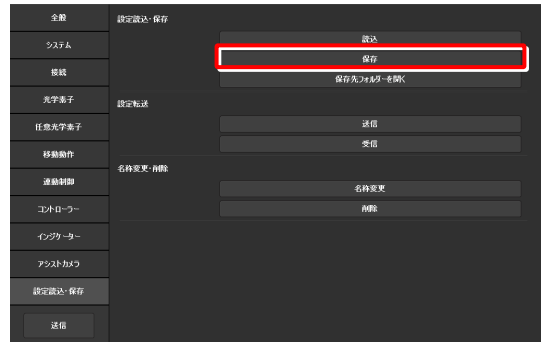 全般
システム
接続
光学素子
任意光学素子
移動動作
連動制御
コントローラー
インジケーター
アシストカメラ
設定読込・保存
送信
設定読込・保存
読込
保存
保存先フォルダーを開く
設定転送
送信
受信
名称変更・削除
名称変更
削除